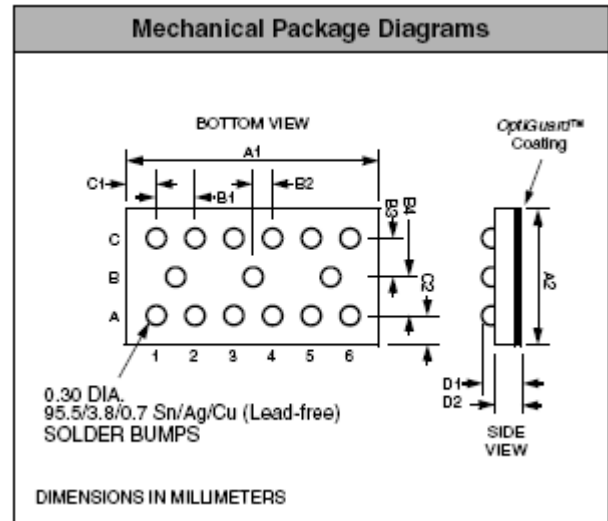 Mechanical Package Diagrams
BOTTOM VIEW
OptiGuard™
Coating
A1
C1
B1
B2
B3
B4
C2
A2
C
B
A
1 2 3 4 5 6
D1
D2
0.30 DIA.
95.5/3.8/0.7 Sn/Ag/Cu (Lead-free)
SOLDER BUMPS
SIDE
VIEW
DIMENSIONS IN MILLIMETERS